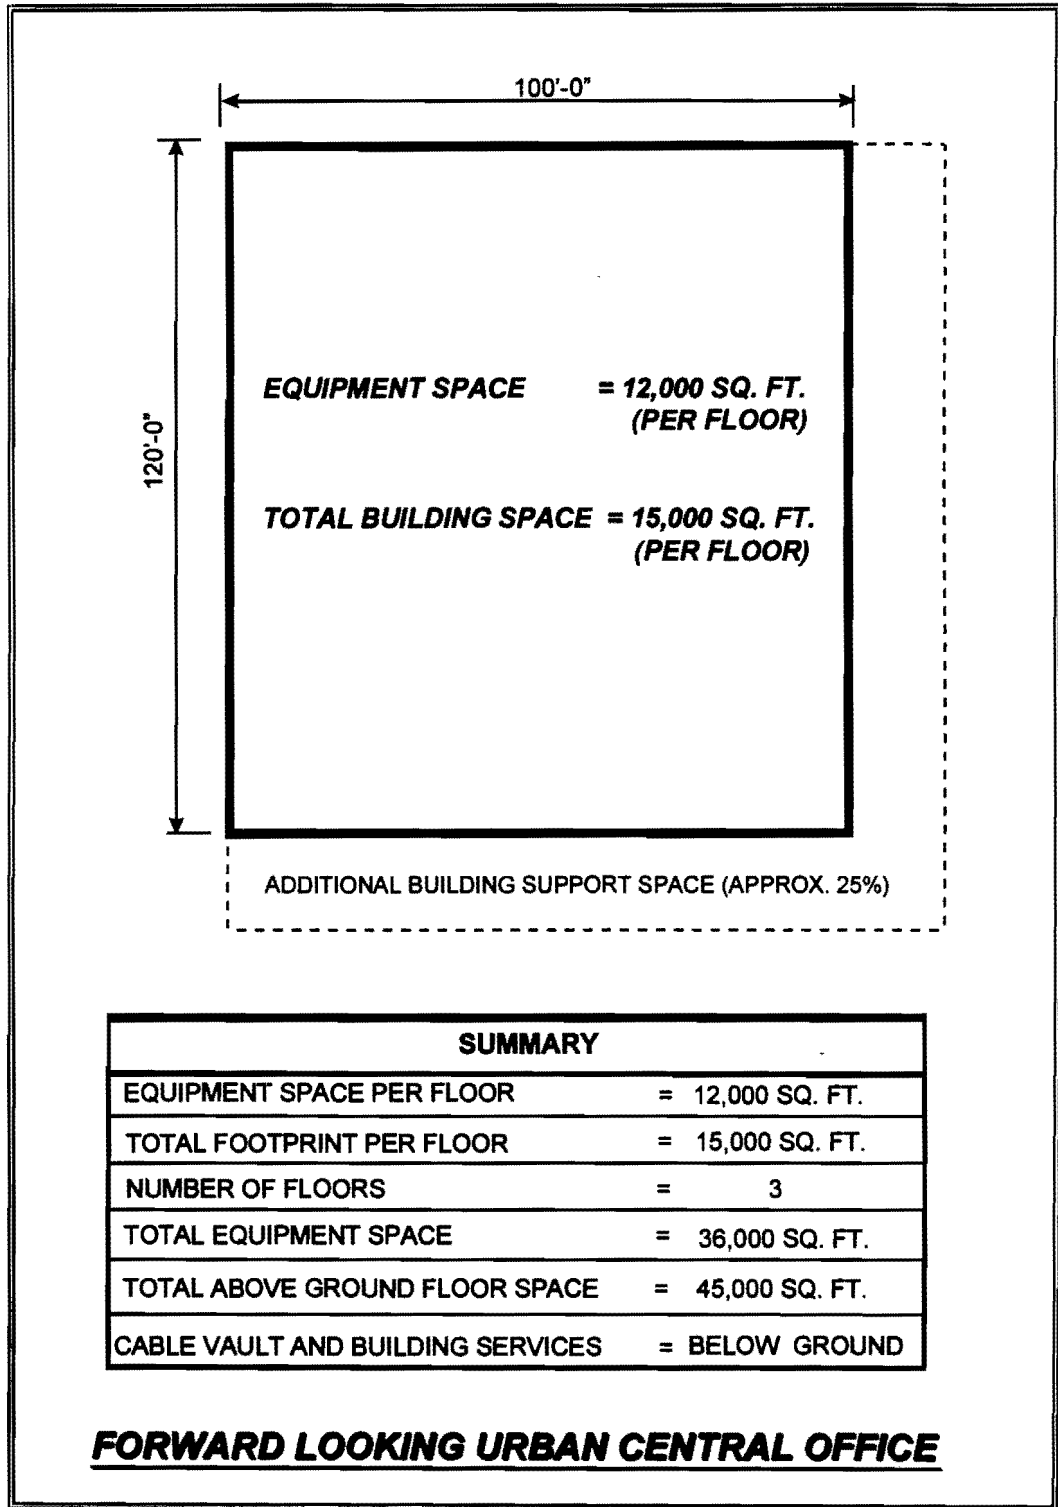 100'-0"
120'-0"
EQUIPMENT SPACE = 12,000 SQ. FT.
(PER FLOOR)
TOTAL BUILDING SPACE = 15,000 SQ. FT.
(PER FLOOR)
ADDITIONAL BUILDING SUPPORT SPACE (APPROX. 25%)
SUMMARY
EQUIPMENT SPACE PER FLOOR = 12,000 SQ. FT.
TOTAL FOOTPRINT PER FLOOR = 15,000 SQ. FT.
NUMBER OF FLOORS = 3
TOTAL EQUIPMENT SPACE = 36,000 SQ. FT.
TOTAL ABOVE GROUND FLOOR SPACE = 45,000 SQ. FT.
CABLE VAULT AND BUILDING SERVICES = BELOW GROUND
FORWARD LOOKING URBAN CENTRAL OFFICE